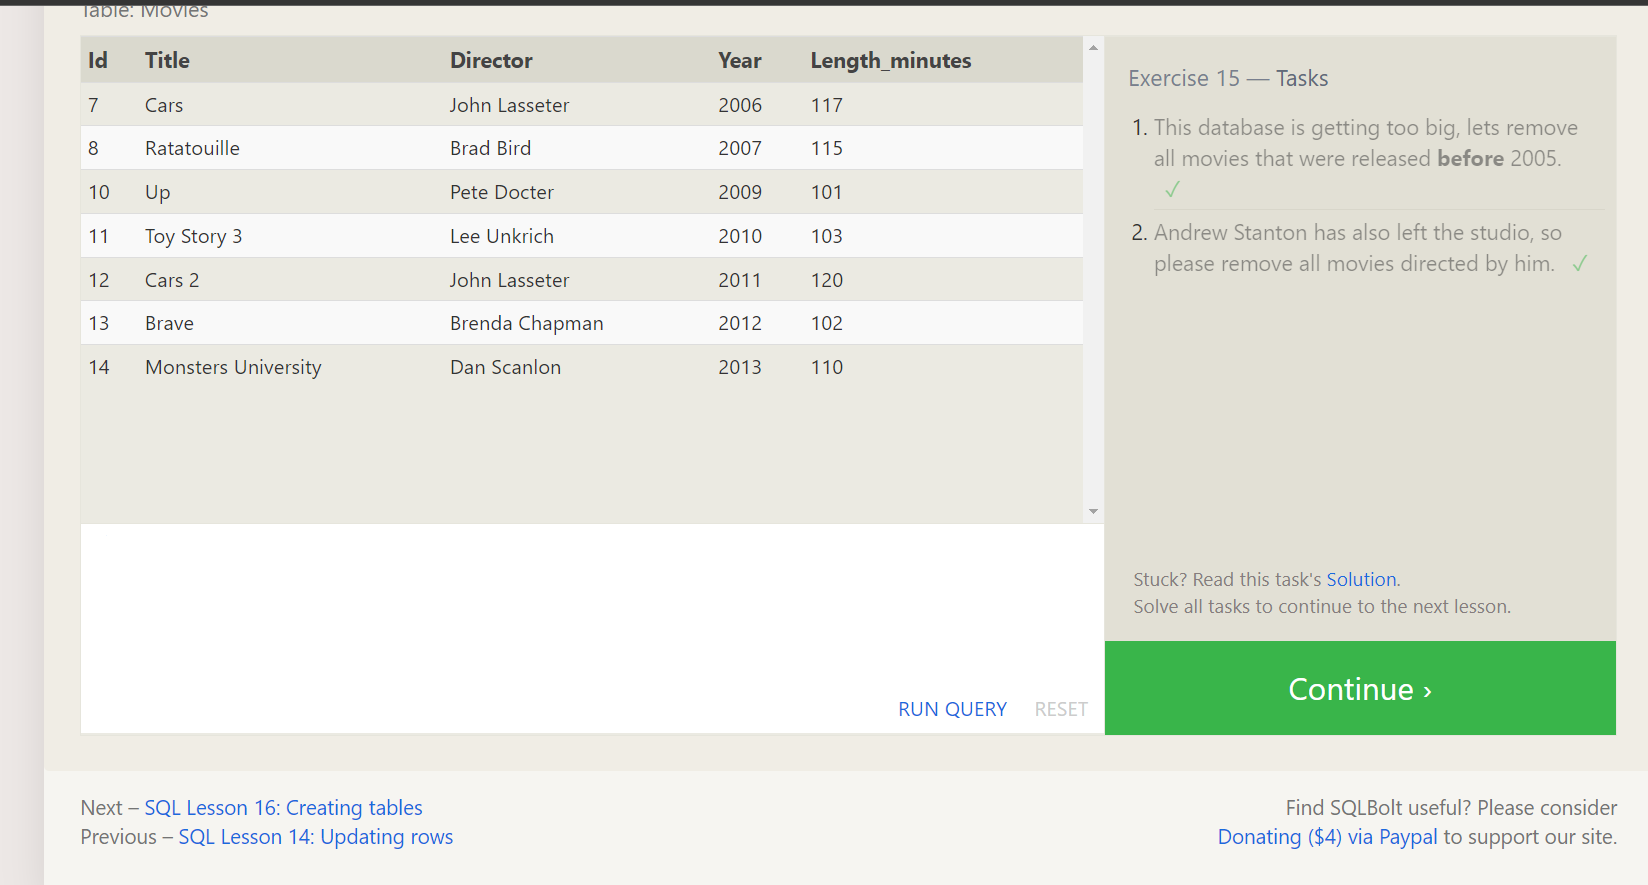 Table: Movies
Id Title Director Year Length_minutes
7 Cars John Lasseter 2006 117
8 Ratatouille Brad Bird 2007 115
10 Up Pete Docter 2009 101
11 Toy Story 3 Lee Unkrich 2010 103
12 Cars 2 John Lasseter 2011 120
13 Brave Brenda Chapman 2012 102
14 Monsters University Dan Scanlon 2013 110
RUN QUERY RESET
Exercise 15 — Tasks
1. This database is getting too big, lets remove
all movies that were released before 2005.
✓
2. Andrew Stanton has also left the studio, so
please remove all movies directed by him. ✓
Stuck? Read this task's Solution.
Solve all tasks to continue to the next lesson.
Continue ›
Next – SQL Lesson 16: Creating tables
Previous – SQL Lesson 14: Updating rows
Find SQLBolt useful? Please consider
Donating ($4) via Paypal to support our site.